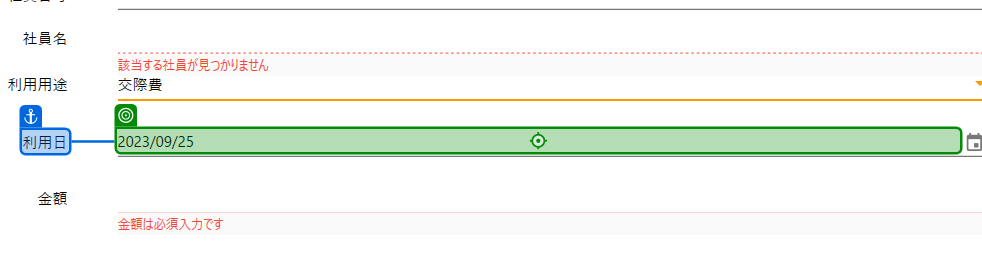 社員名
該当する社員が見つかりません
利用用途 交際費
利用日 2023/09/25
金額
金額は必須入力です